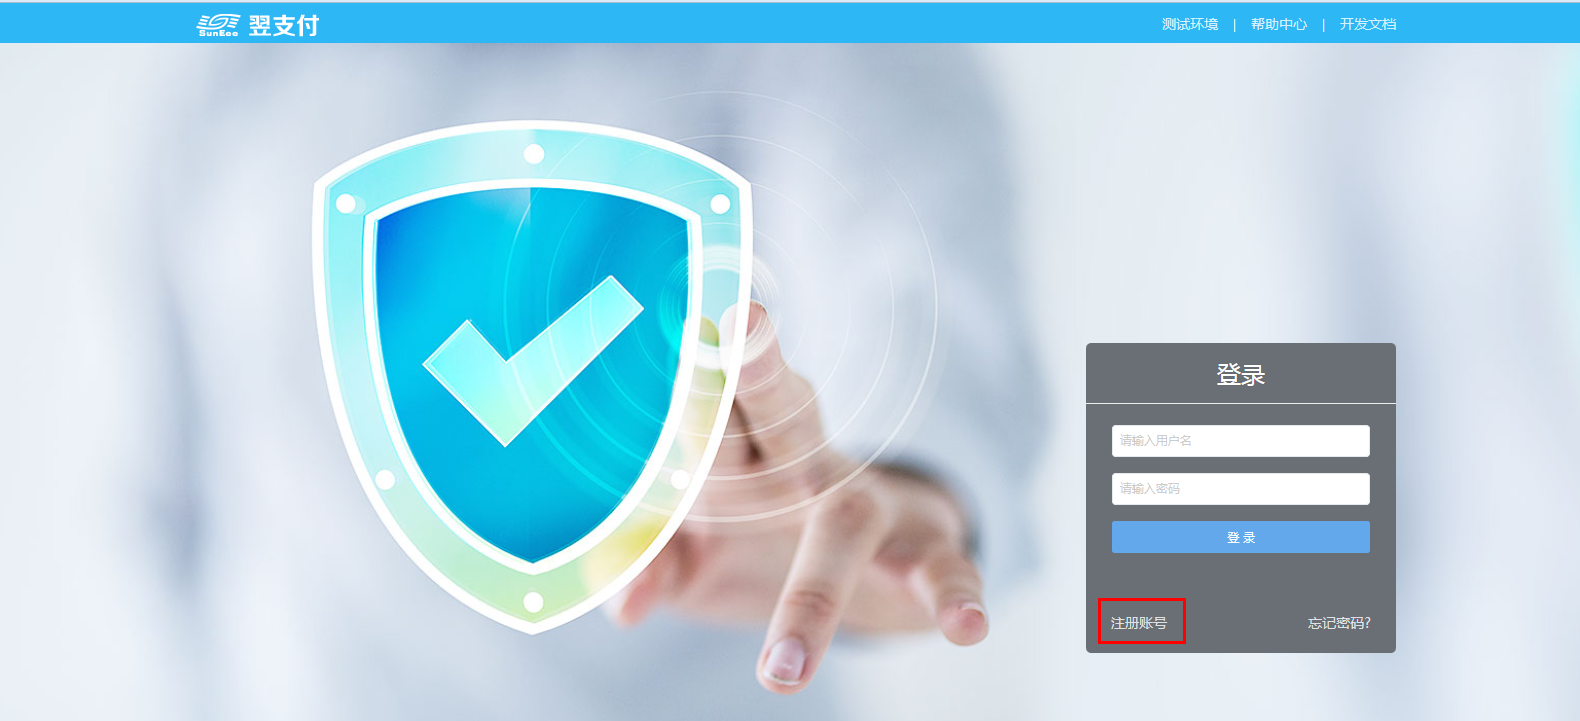 SunEee 翌支付
测试环境 | 帮助中心 | 开发文档
登录
请输入用户名
请输入密码
登 录
注册账号 忘记密码?